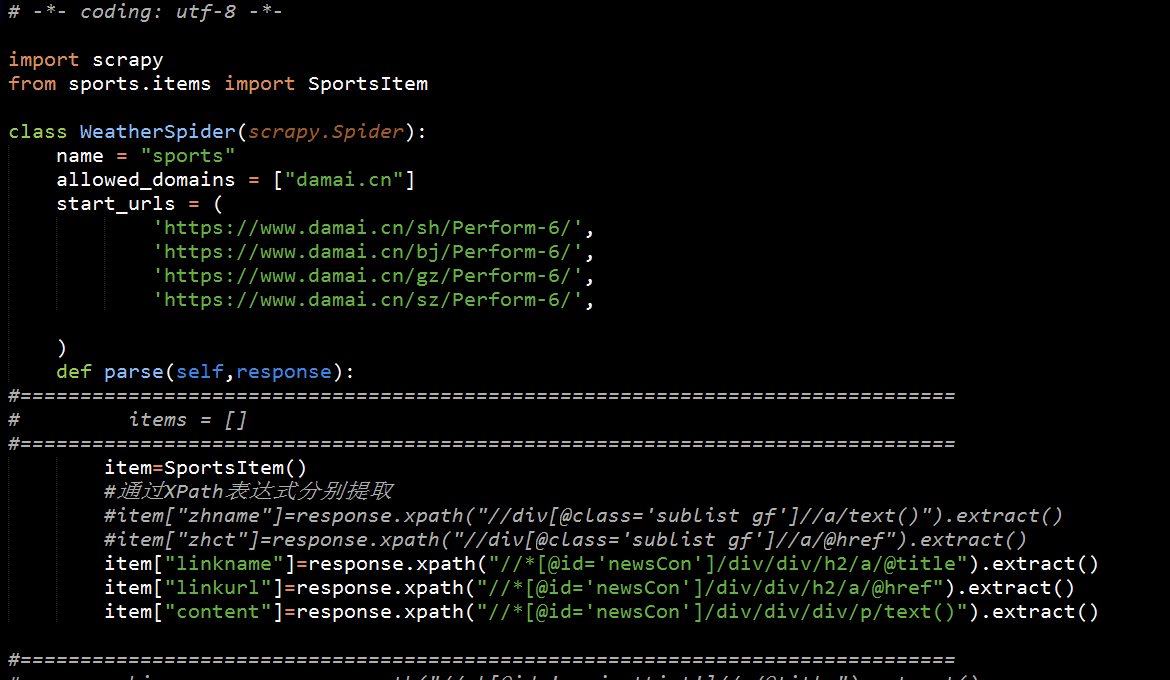 # -*- coding: utf-8 -*-
import scrapy
from sports.items import SportsItem
class WeatherSpider(scrapy.Spider):
    name = "sports"
    allowed_domains = ["damai.cn"]
    start_urls = (
            'https://www.damai.cn/sh/Perform-6/',
            'https://www.damai.cn/bj/Perform-6/',
            'https://www.damai.cn/gz/Perform-6/',
            'https://www.damai.cn/sz/Perform-6/',
    )
    def parse(self,response):
#==============================================================================
#         items = []
#==============================================================================
        item=SportsItem()
        #通过XPath表达式分别提取
        #item["zhname"]=response.xpath("//div[@class='sublist gf']//a/text()").extract()
        #item["zhct"]=response.xpath("//div[@class='sublist gf']//a/@href").extract()
        item["linkname"]=response.xpath("//*[@id='newsCon']/div/div/h2/a/@title").extract()
        item["linkurl"]=response.xpath("//*[@id='newsCon']/div/div/h2/a/@href").extract()
        item["content"]=response.xpath("//*[@id='newsCon']/div/div/div/p/text()").extract()
#==============================================================================